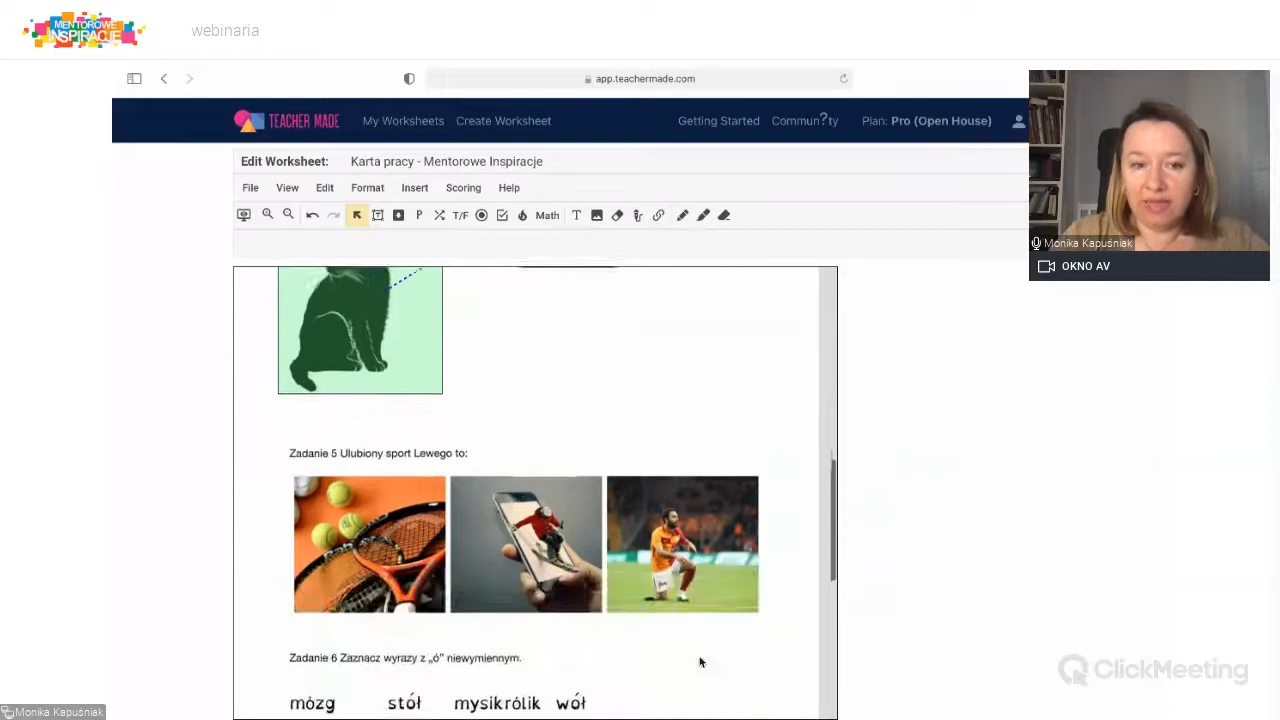 MENTOROWE
INSPIRACJE
webinaria
app.teachermade.com
TEACHER MADE
My Worksheets
Create Worksheet
Getting Started
Commun?ty
Plan: Pro (Open House)
Edit Worksheet:
Karta pracy - Mentorowe Inspiracje
File
View
Edit
Format
Insert
Scoring
Help
P
T/F
Math
T
Monika Kapuśniak
OKNO AV
Zadanie 5 Ulubiony sport Lewego to:
Zadanie 6 Zaznacz wyrazy z „ó” niewymiennym.
mózg stół mysikrólik wół
ClickMeeting
Monika Kapuśniak